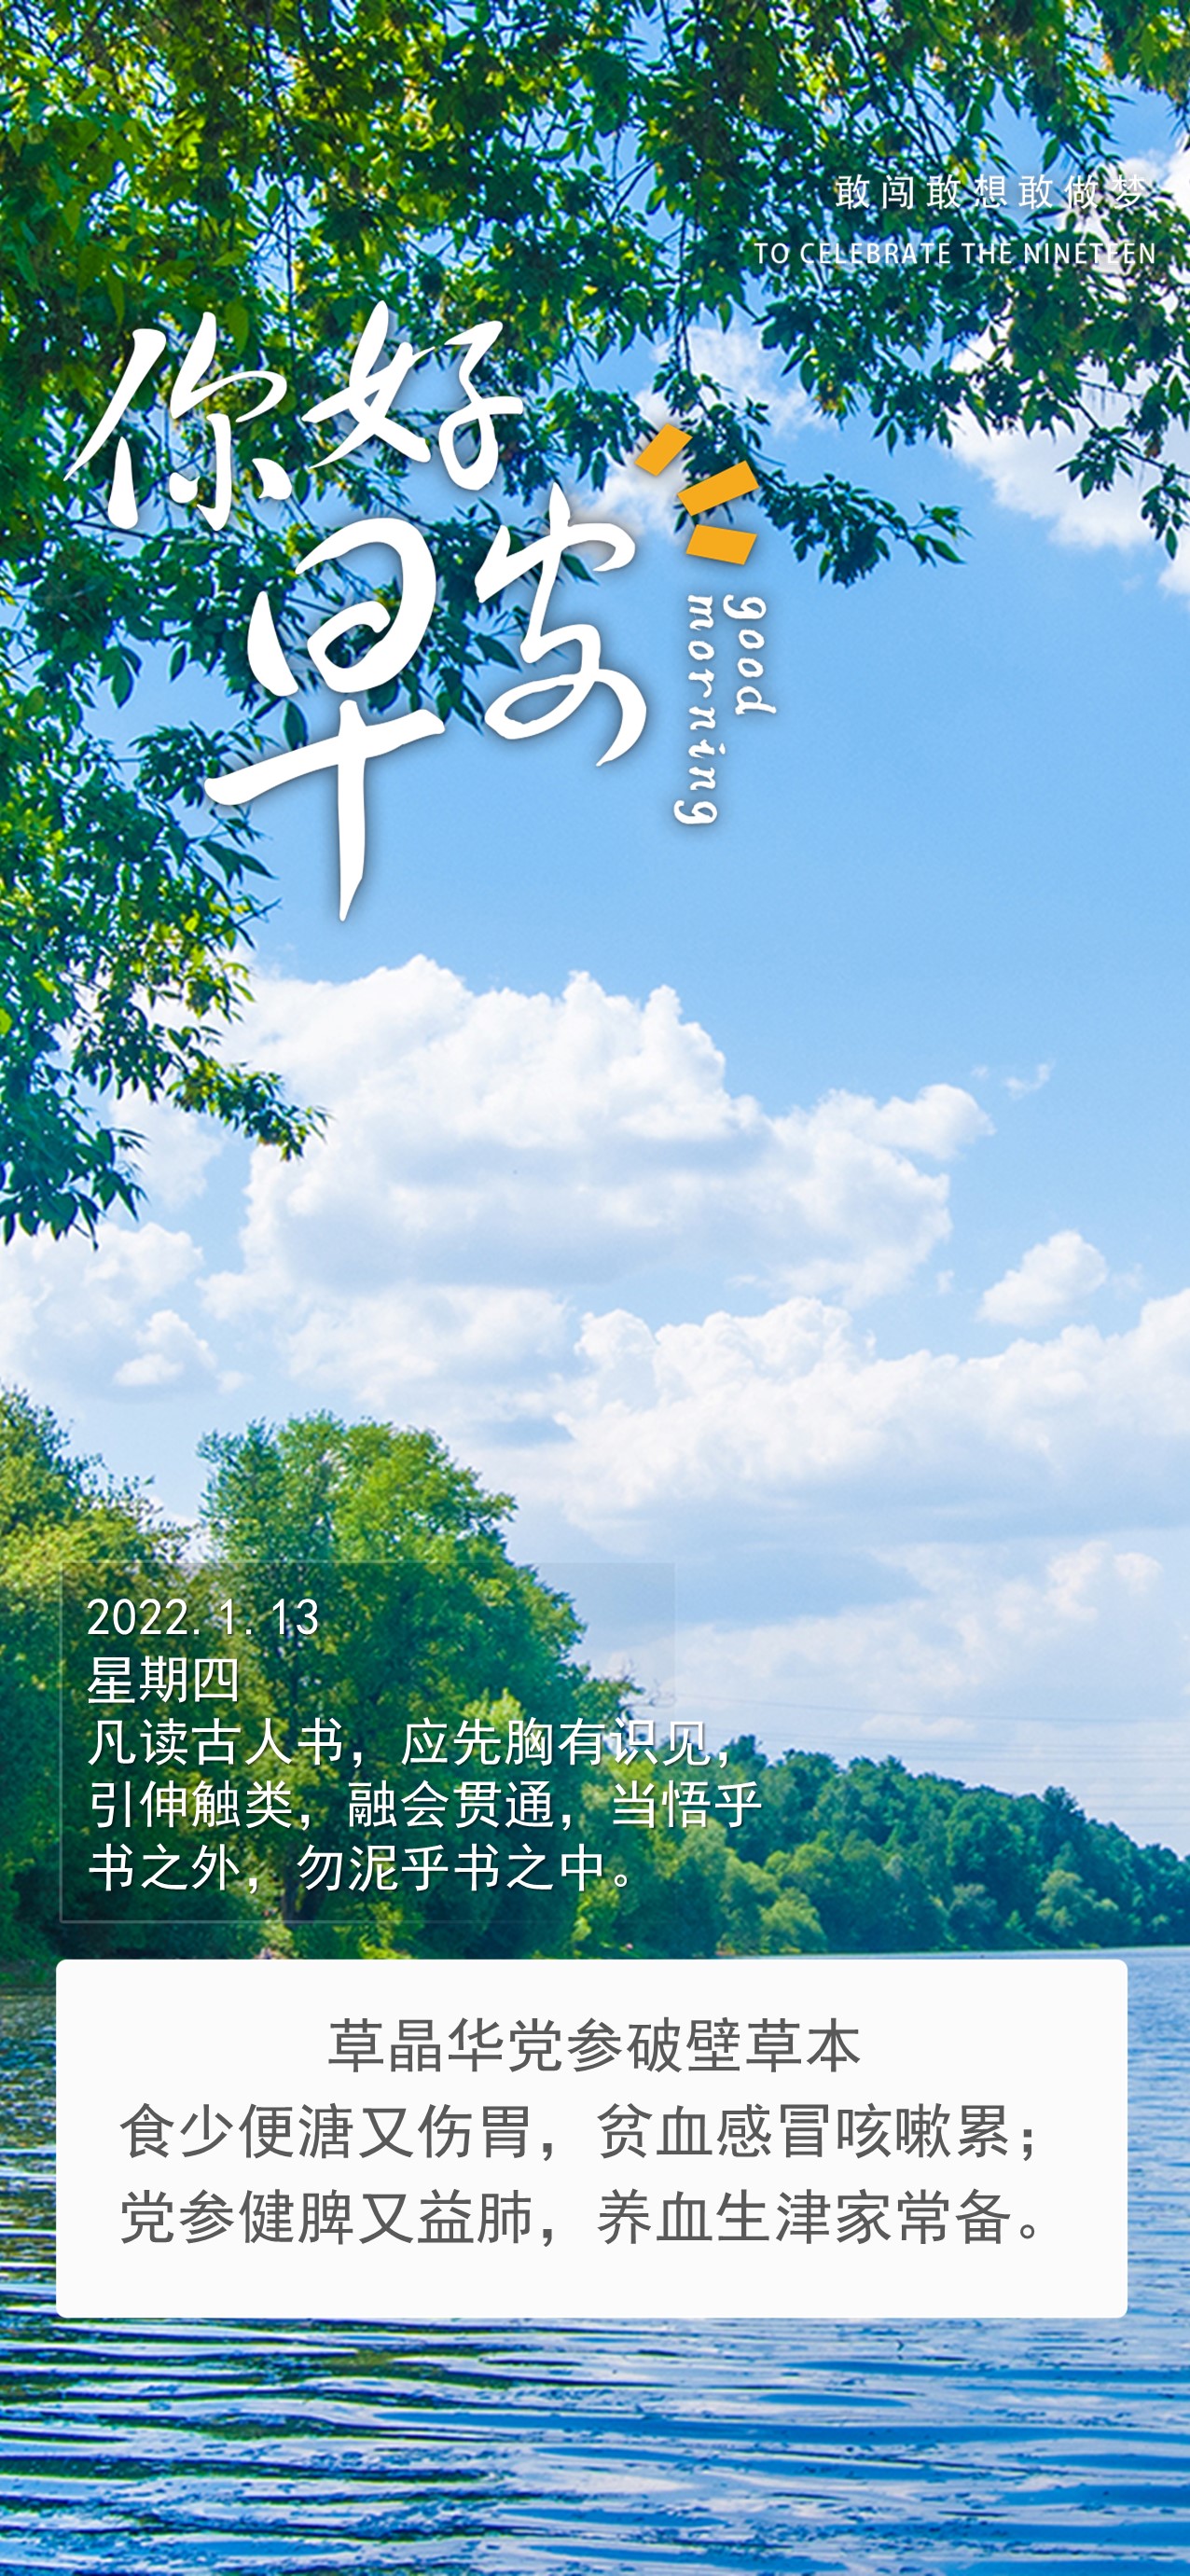 敢闯敢想敢做梦
TO CELEBRATE THE NINETEEN
你好
早安
good
morning
2022.1.13
星期四
凡读古人书，应先胸有识见，
引伸触类，融会贯通，当悟乎
书之外，勿泥乎书之中。
草晶华党参破壁草本
食少便溏又伤胃，贫血感冒咳嗽累；
党参健脾又益肺，养血生津家常备。